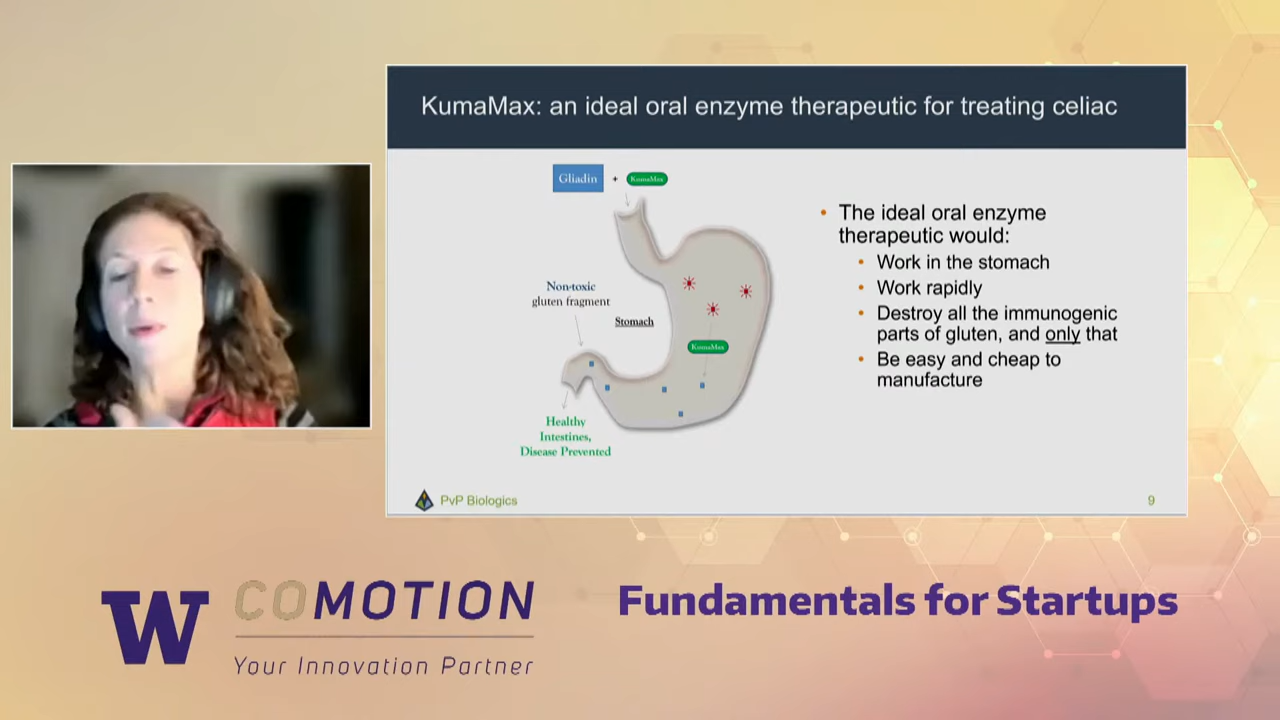 KumaMax: an ideal oral enzyme therapeutic for treating celiac
Gliadin + KumaMax
Non-toxic
gluten fragment
Stomach
KumaMax
Healthy
Intestines,
Disease Prevented
• The ideal oral enzyme
therapeutic would:
• Work in the stomach
• Work rapidly
• Destroy all the immunogenic
parts of gluten, and only that
• Be easy and cheap to
manufacture
PvP Biologics
9
W
COMOTION
Your Innovation Partner
Fundamentals for Startups